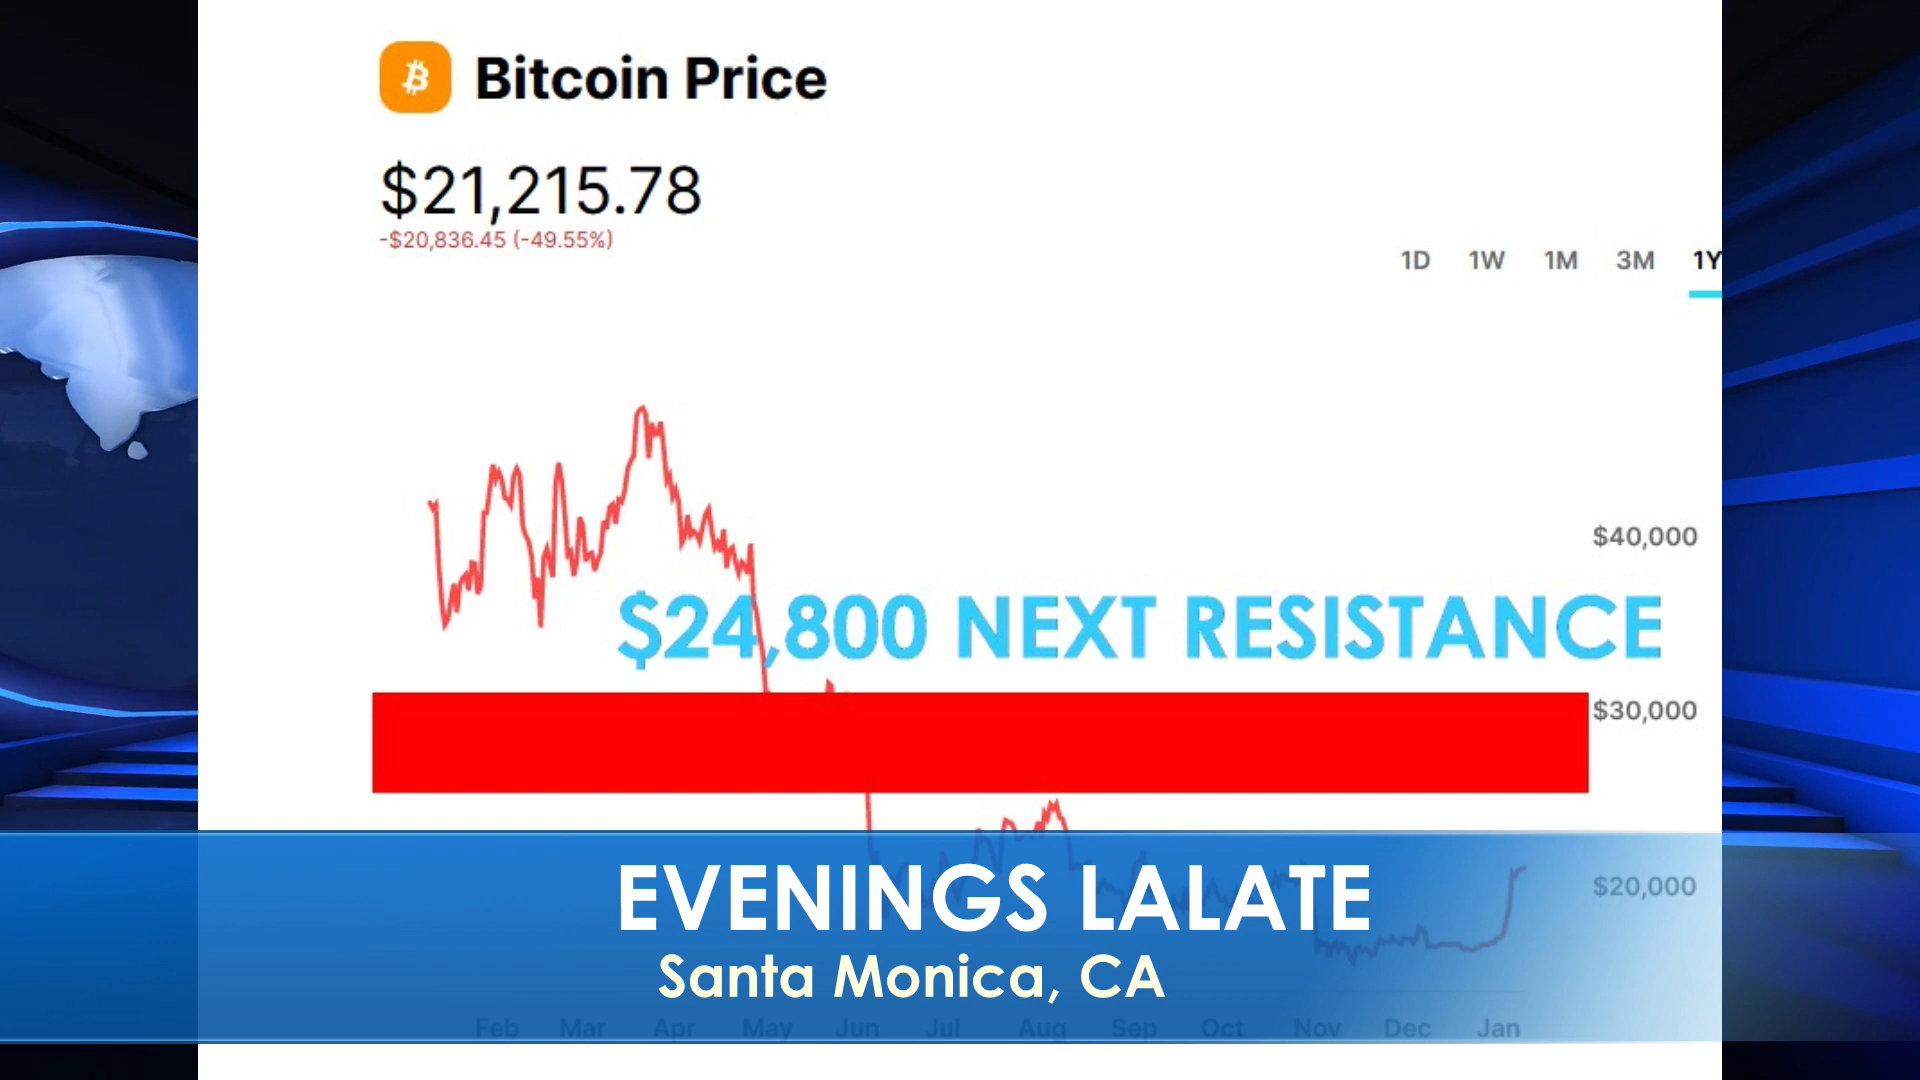 Bitcoin Price
$21,215.78
-$20,836.45 (-49.55%)
1D 1W 1M 3M 1Y
$40,000
$24,800 NEXT RESISTANCE
$30,000
EVENINGS LALATE
$20,000
Santa Monica, CA
Feb Mar Apr May Jun Jul Aug Sep Oct Nov Dec Jan